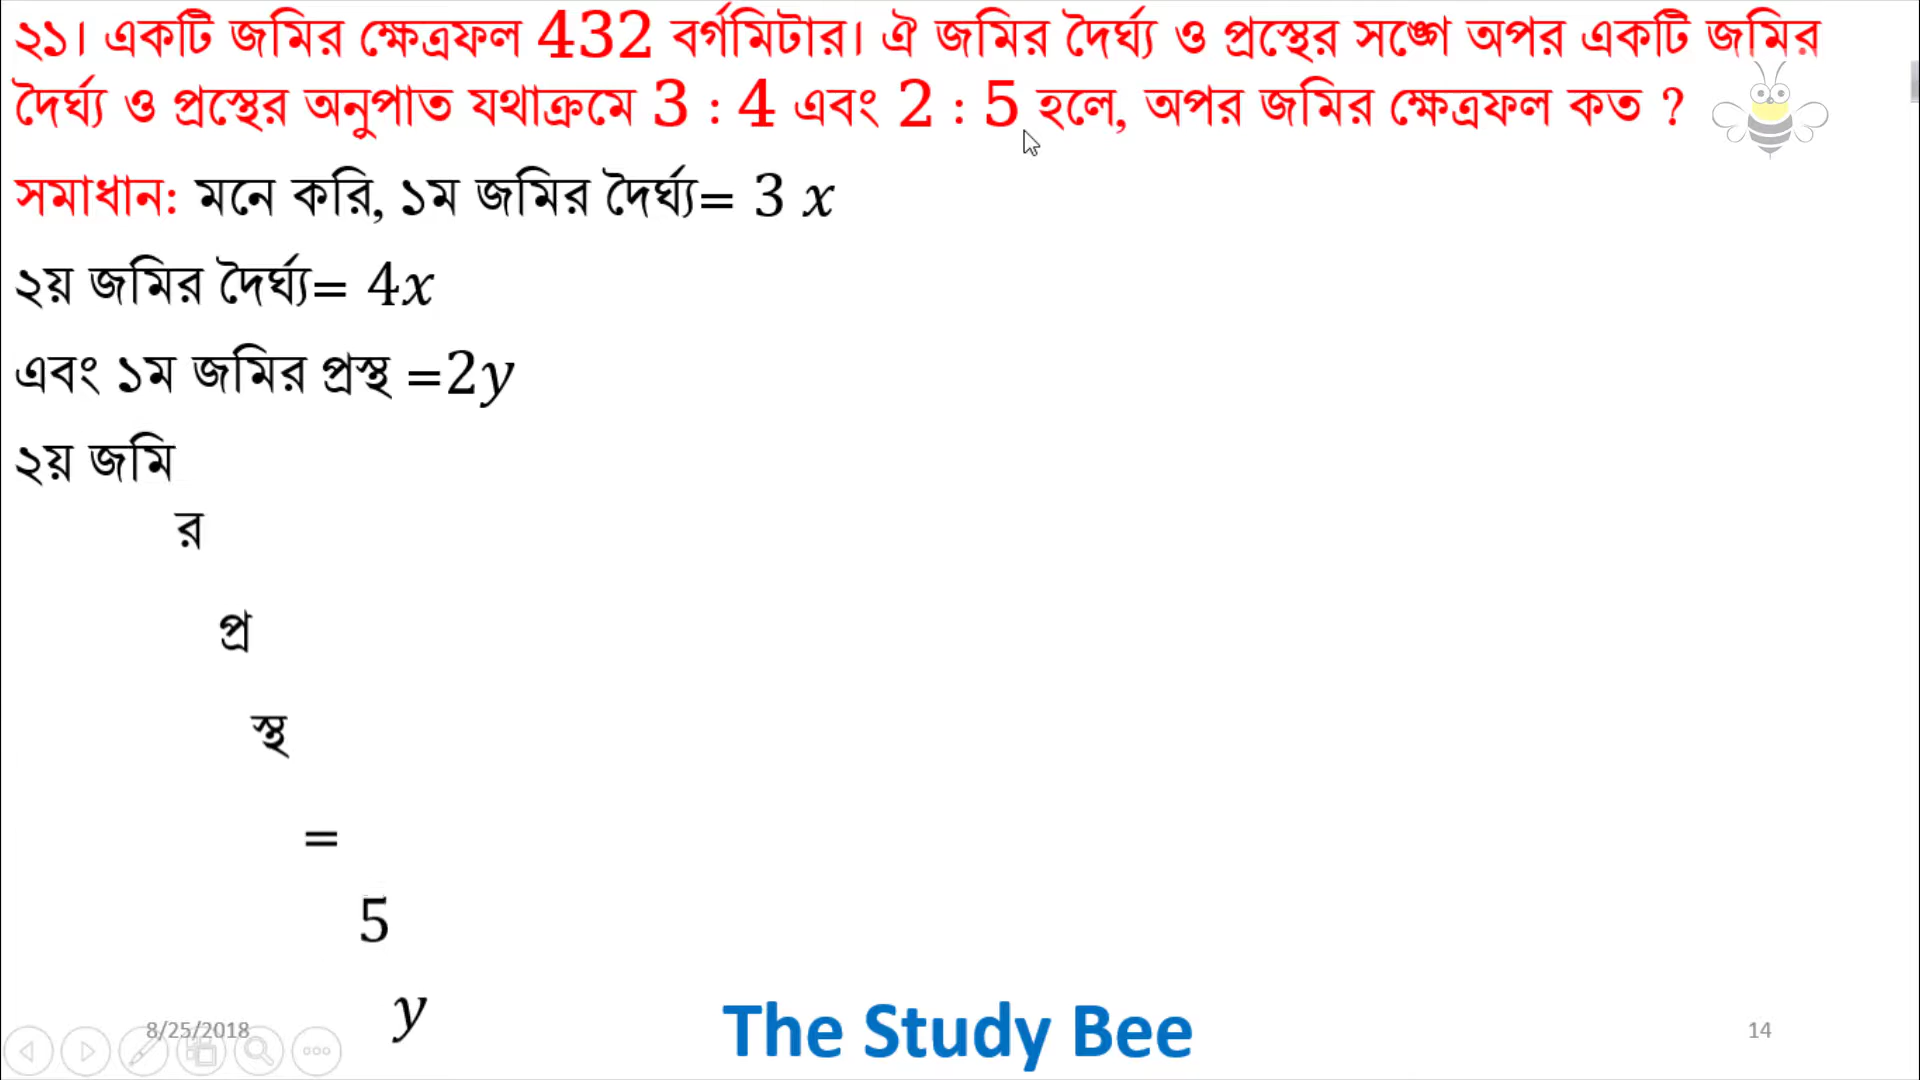 ২১। একটি জমির ক্ষেত্রফল 432 বর্গমিটার। ঐ জমির দৈর্ঘ্য ও প্রস্থের সঙ্গে অপর একটি জমির
দৈর্ঘ্য ও প্রস্থের অনুপাত যথাক্রমে 3 : 4 এবং 2 : 5 হলে, অপর জমির ক্ষেত্রফল কত ?
সমাধান: মনে করি, ১ম জমির দৈর্ঘ্য= 3 x
২য় জমির দৈর্ঘ্য= 4x
এবং ১ম জমির প্রস্থ =2y
২য় জমি
র
প্র
স্থ
=
5
y
8/25/2018
The Study Bee
14